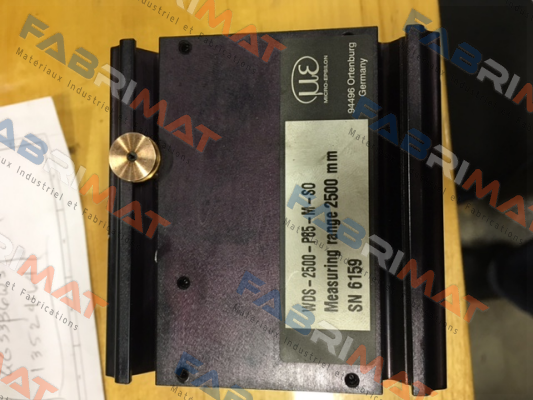 με
MICRO-EPSILON
94496 Ortenburg
Germany
WDS-2500-P85-M-SO
Measuring range 2500 mm
SN 6159
FABRIMAT
Materiaux Industriel et Fabrications